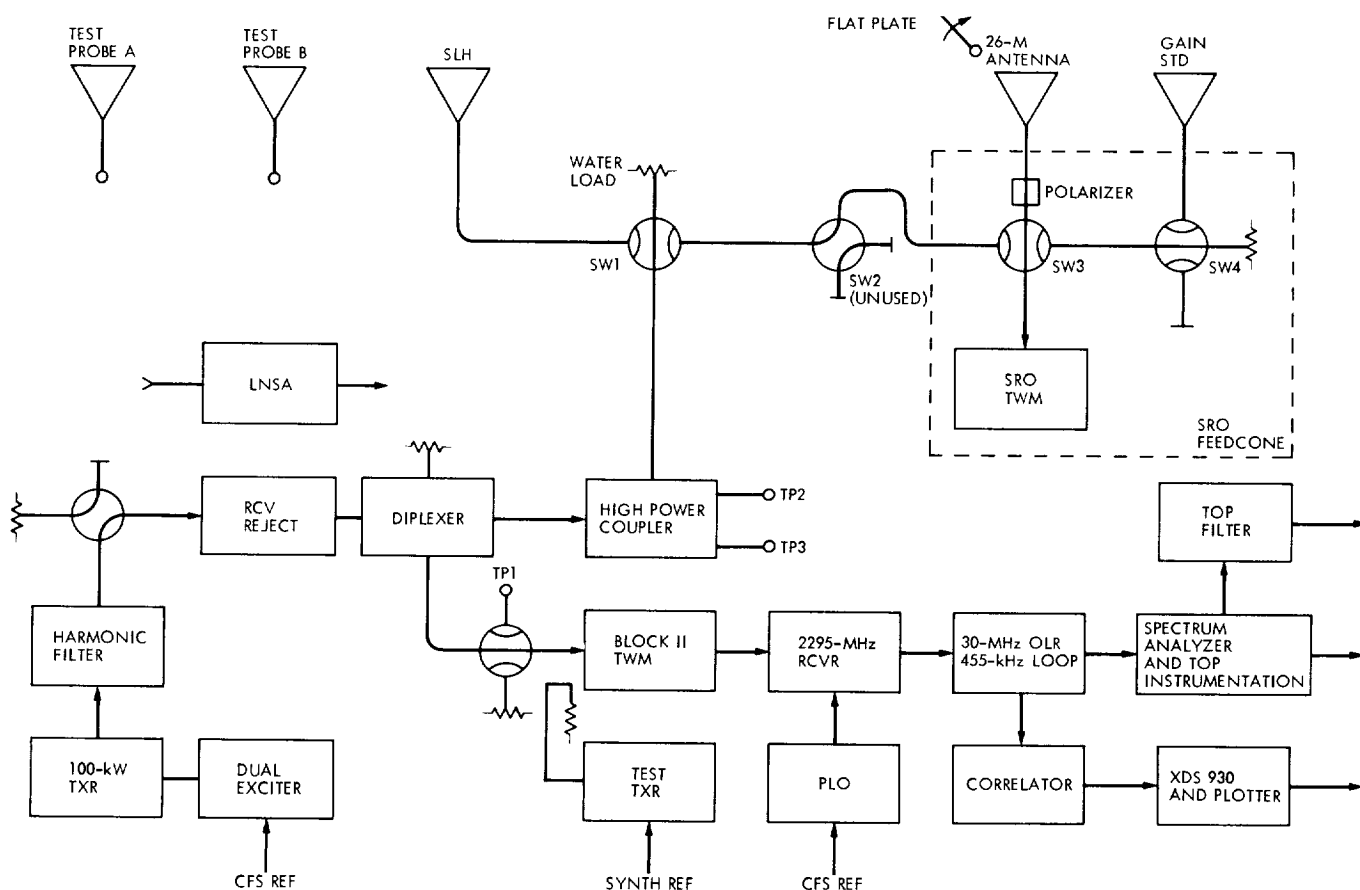 TEST
PROBE A
TEST
PROBE B
SLH
FLAT PLATE
26-M
ANTENNA
GAIN
STD
WATER
LOAD
POLARIZER
SW1
SW2
(UNUSED)
SW3
SW4
LNSA
SRO
TWM
SRO
FEEDCONE
RCV
REJECT
DIPLEXER
HIGH POWER
COUPLER
TP2
TP3
TOP
FILTER
TP1
HARMONIC
FILTER
BLOCK II
TWM
2295-MHz
RCVR
30-MHz OLR
455-kHz LOOP
SPECTRUM
ANALYZER
AND TOP
INSTRUMENTATION
100-kW
TXR
DUAL
EXCITER
TEST
TXR
PLO
CORRELATOR
XDS 930
AND PLOTTER
CFS REF
SYNTH REF
CFS REF